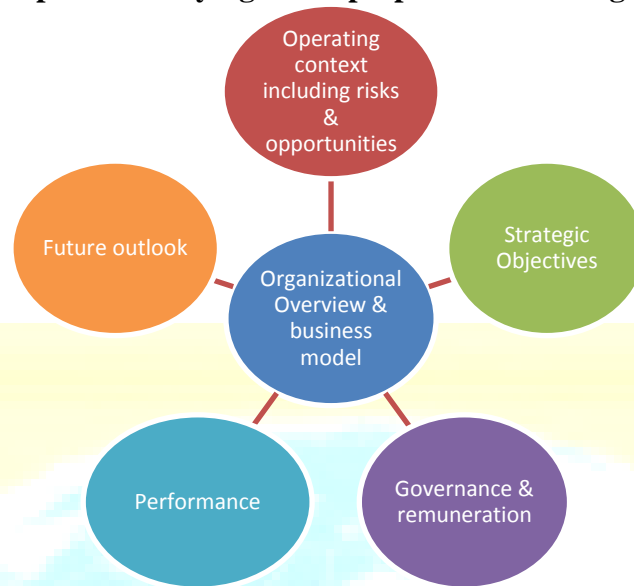 Operating
context
including risks
&
opportunities
Future outlook
Strategic
Objectives
Organizational
Overview &
business
model
Performance
Governance &
remuneration